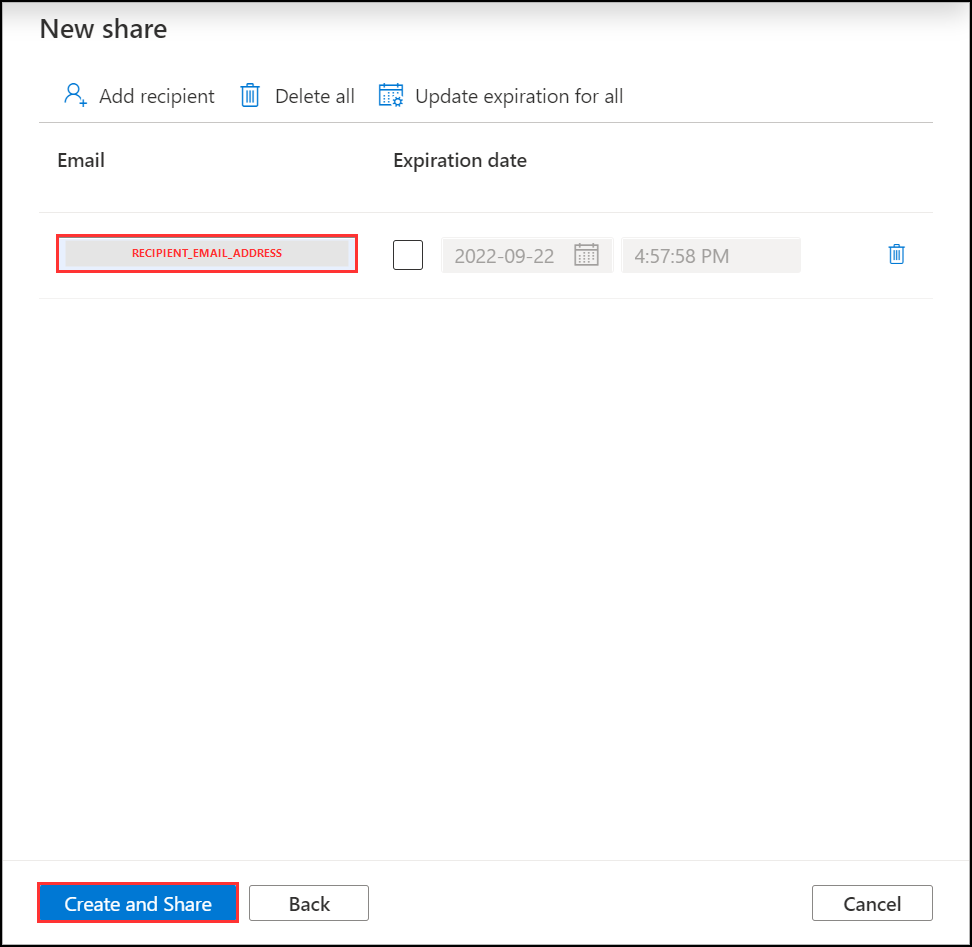 New share
Add recipient Delete all Update expiration for all
Email Expiration date
RECIPIENT_EMAIL_ADDRESS 2022-09-22 4:57:58 PM
Create and Share Back Cancel